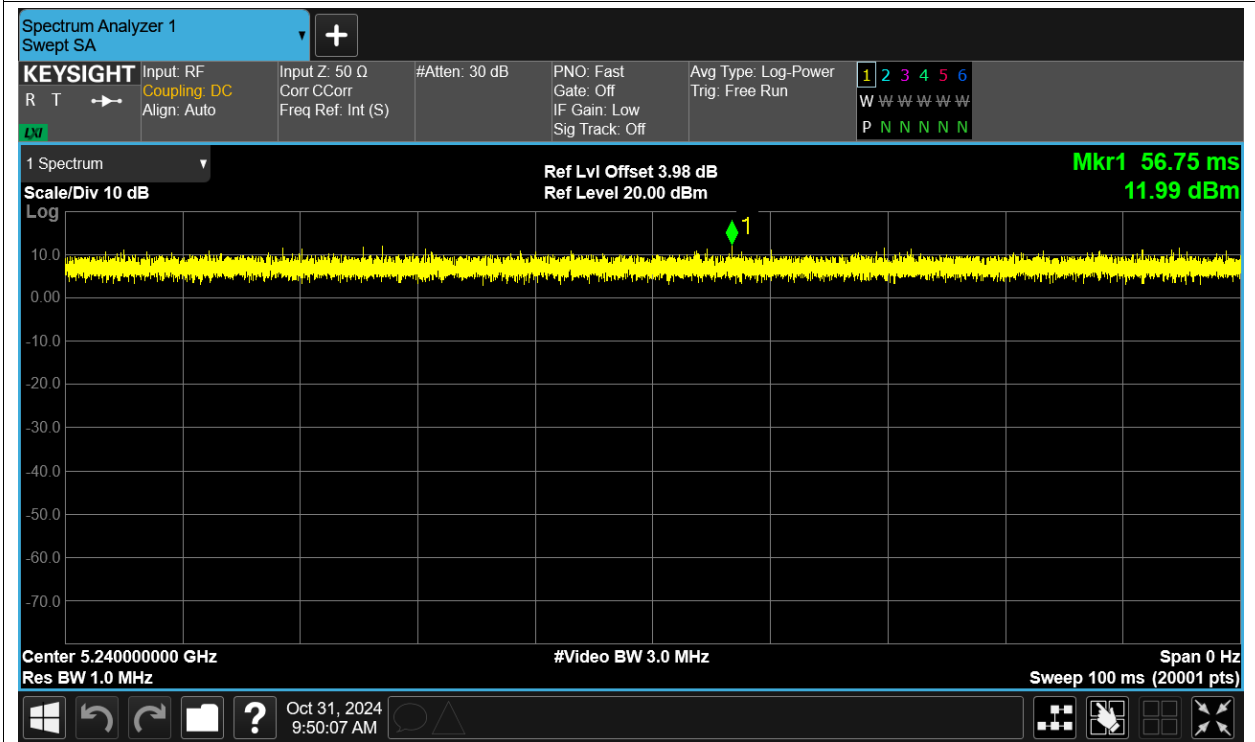 Spectrum Analyzer 1
Swept SA
KEYSIGHT
R T
LXI
Input: RF
Coupling: DC
Align: Auto
Input Z: 50 Ω
Corr CCorr
Freq Ref: Int (S)
#Atten: 30 dB
PNO: Fast
Gate: Off
IF Gain: Low
Sig Track: Off
Avg Type: Log-Power
Trig: Free Run
1 2 3 4 5 6
W W W W W W
P N N N N N
1 Spectrum
Scale/Div 10 dB
Log
Ref Lvl Offset 3.98 dB
Ref Level 20.00 dBm
Mkr1 56.75 ms
11.99 dBm
1
10.0
0.00
-10.0
-20.0
-30.0
-40.0
-50.0
-60.0
-70.0
Center 5.240000000 GHz
Res BW 1.0 MHz
#Video BW 3.0 MHz
Span 0 Hz
Sweep 100 ms (20001 pts)
?
Oct 31, 2024
9:50:07 AM